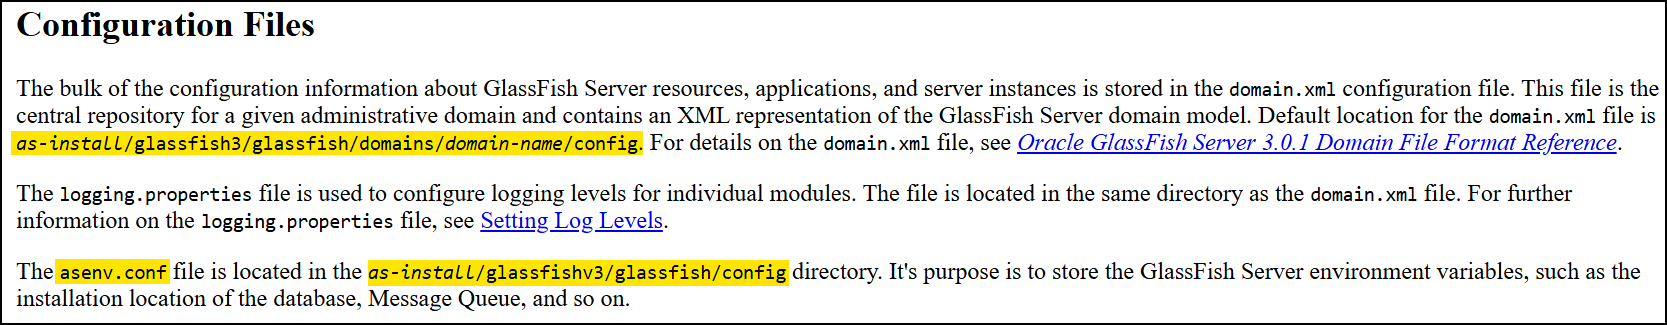 Configuration Files
The bulk of the configuration information about GlassFish Server resources, applications, and server instances is stored in the domain.xml configuration file. This file is the
central repository for a given administrative domain and contains an XML representation of the GlassFish Server domain model. Default location for the domain.xml file is
as-install/glassfish3/glassfish/domains/domain-name/config. For details on the domain.xml file, see Oracle GlassFish Server 3.0.1 Domain File Format Reference.
The logging.properties file is used to configure logging levels for individual modules. The file is located in the same directory as the domain.xml file. For further
information on the logging.properties file, see Setting Log Levels.
The asenv.conf file is located in the as-install/glassfishv3/glassfish/config directory. It's purpose is to store the GlassFish Server environment variables, such as the
installation location of the database, Message Queue, and so on.